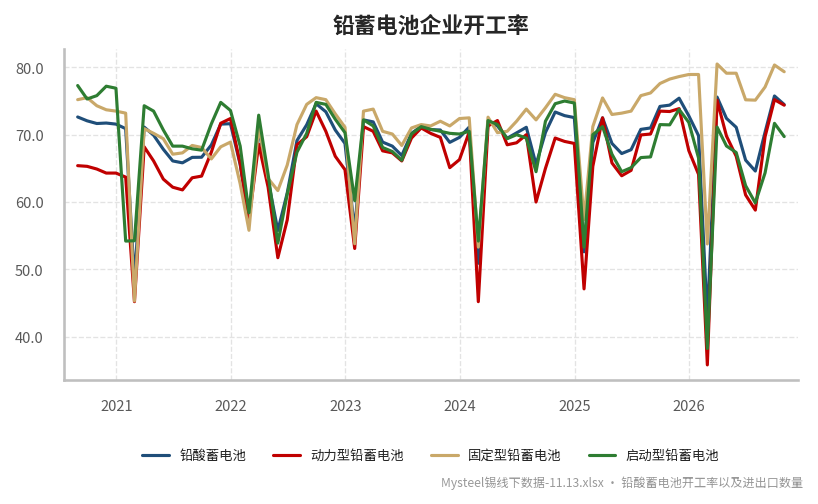 铅蓄电池企业开工率
80.0
70.0
60.0
50.0
40.0
2021 2022 2023 2024 2025 2026
铅酸蓄电池 动力型铅蓄电池 固定型铅蓄电池 启动型铅蓄电池
Mysteel锡线下数据-11.13.xlsx • 铅酸蓄电池开工率以及进出口数量